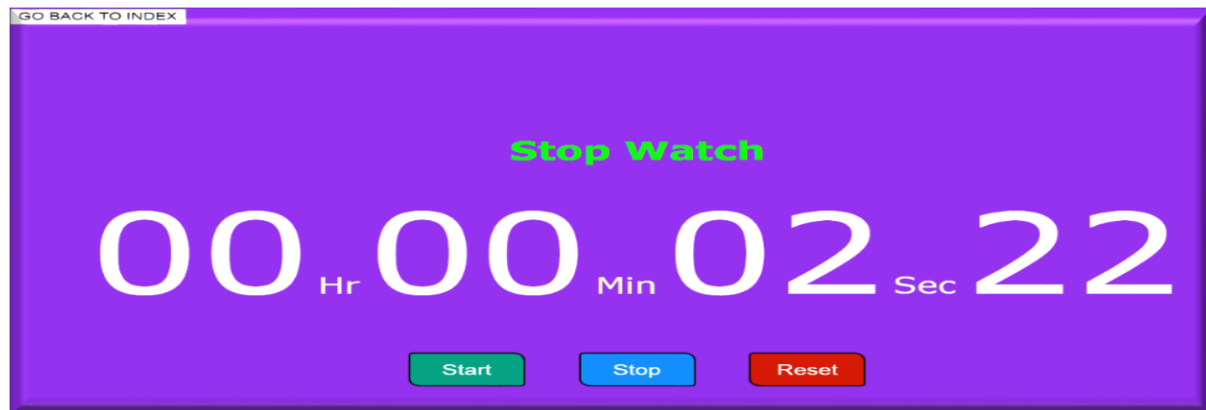 GO BACK TO INDEX
Stop Watch
00 Hr 00 Min 02 Sec 22
Start Stop Reset